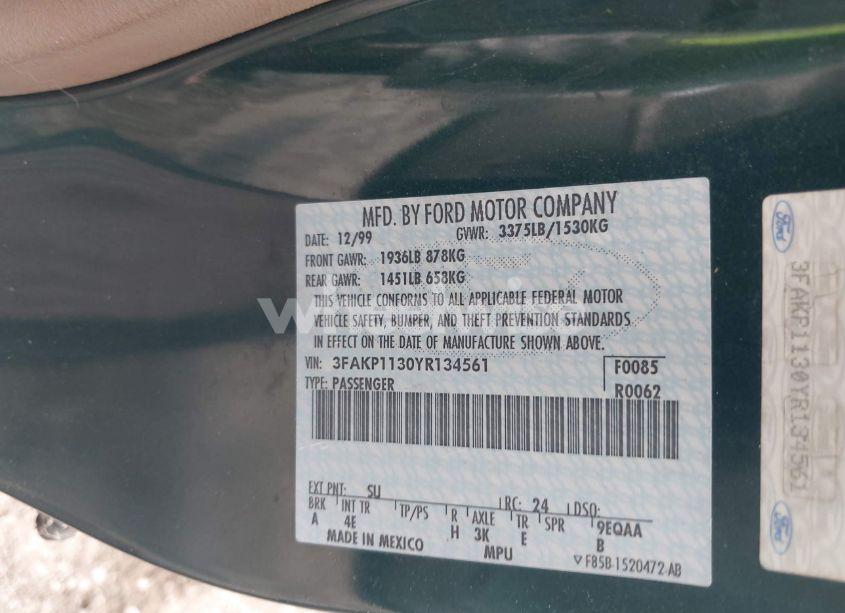 MFD. BY FORD MOTOR COMPANY
DATE: 12/99 GVWR: 3375LB/1530KG
FRONT GAWR: 1936LB 878KG
REAR GAWR: 1451LB 658KG
THIS VEHICLE CONFORMS TO ALL APPLICABLE FEDERAL MOTOR
VEHICLE SAFETY, BUMPER, AND THEFT PREVENTION STANDARDS
IN EFFECT ON THE DATE OF MANUFACTURE SHOWN ABOVE.
VIN: 3FAKP1130YR134561 F0085
TYPE: PASSENGER R0062
EXT PNT: SU RC: 24 DSO:
BRK INT TR TP/PS R AXLE TR SPR 9EQAA
A 4E H 3K E B
MADE IN MEXICO MPU F85B-1520472-AB
Ford
3FAKP1130YR134561
Ford